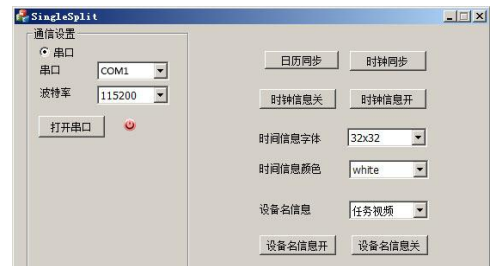 SingleSplit
通信设置
串口
串口 COM1
波特率 115200
打开串口
日历同步 时钟同步
时钟信息关 时钟信息开
时间信息字体 32x32
时间信息颜色 white
设备名信息 任务视频
设备名信息开 设备名信息关